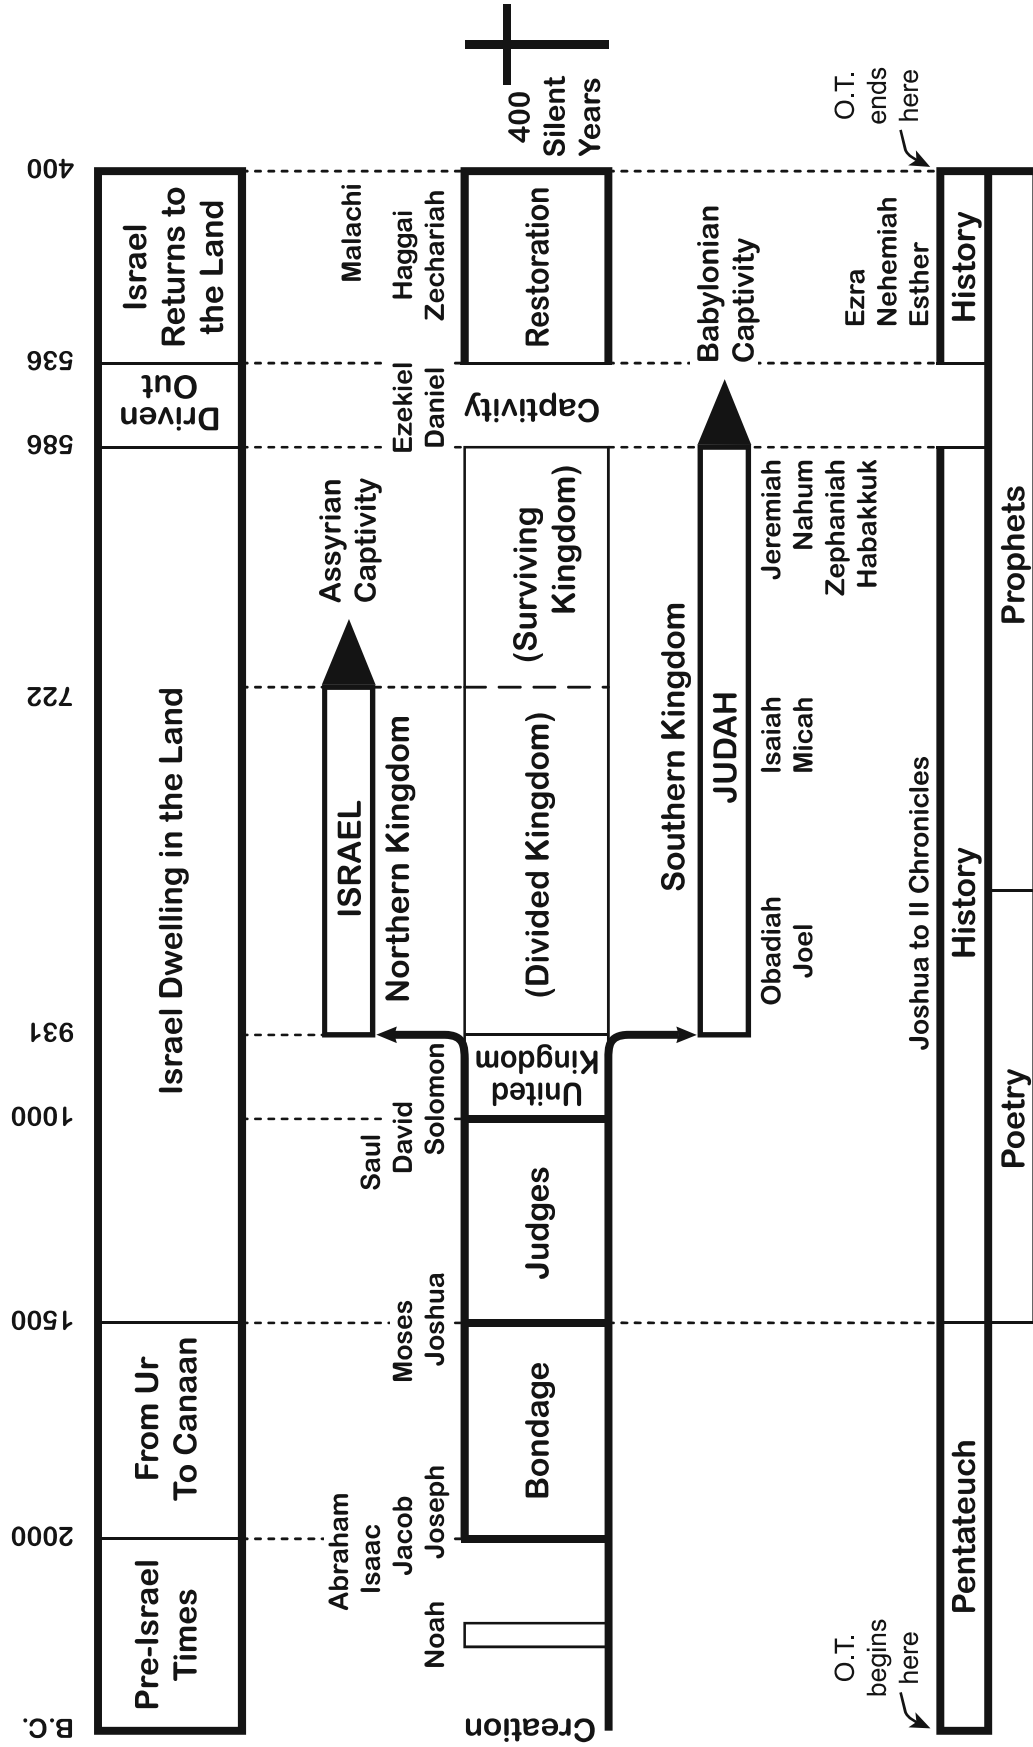 B.C.
2000
1500
1000
931
722
586
536
400
Pre-Israel
Times
From Ur
To Canaan
Israel Dwelling in the Land
Driven
Out
Israel
Returns to
the Land
Abraham
Isaac
Jacob
Joseph
Noah
Moses
Joshua
Saul
David
Solomon
ISRAEL
Northern Kingdom
Assyrian
Captivity
Ezekiel
Daniel
Malachi
Haggai
Zechariah
Creation
Bondage
Judges
United
Kingdom
(Divided Kingdom)
(Surviving
Kingdom)
Captivity
Restoration
400
Silent
Years
Southern Kingdom
JUDAH
Babylonian
Captivity
Obadiah
Joel
Isaiah
Micah
Jeremiah
Nahum
Zephaniah
Habakkuk
Ezra
Nehemiah
Esther
O.T.
begins
here
O.T.
ends
here
Joshua to II Chronicles
Pentateuch
History
History
Poetry
Prophets